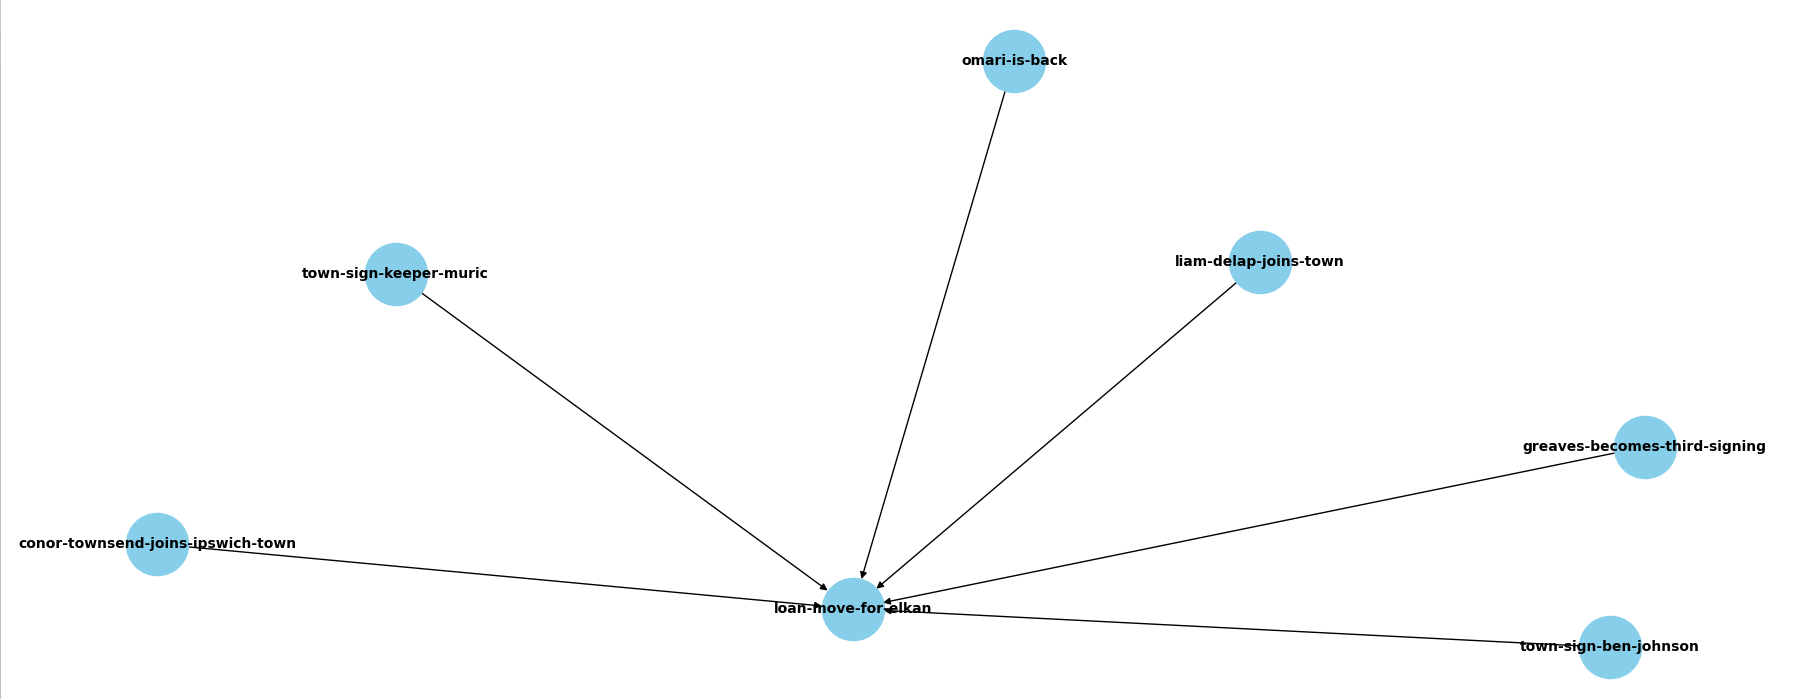 omari-is-back
liam-delap-joins-town
town-sign-keeper-muric
greaves-becomes-third-signing
conor-townsend-joins-ipswich-town
loan-move-for-elkan
town-sign-ben-johnson